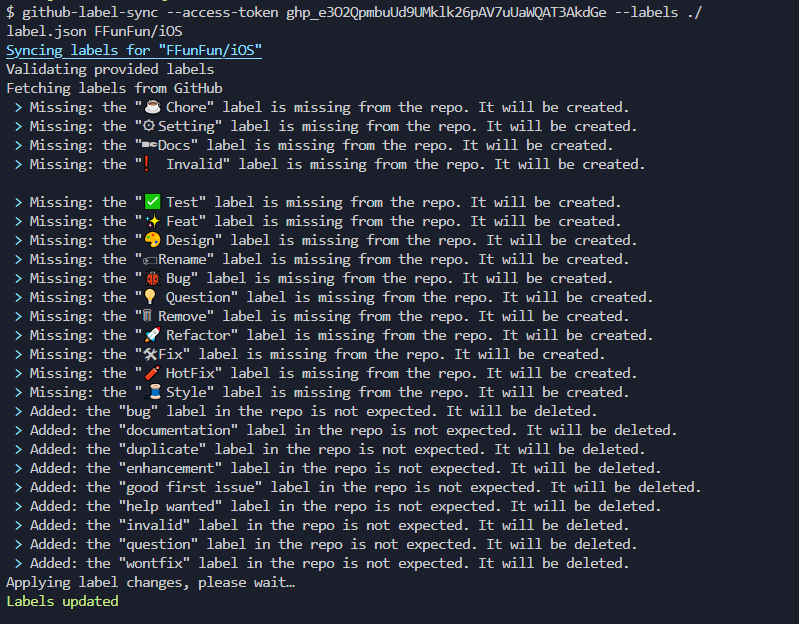 $ github-label-sync --access-token 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 --labels ./
label.json FFunFun/iOS
Syncing labels for "FFunFun/iOS"
Validating provided labels
Fetching labels from GitHub
> Missing: the "☕ Chore" label is missing from the repo. It will be created.
> Missing: the "⚙Setting" label is missing from the repo. It will be created.
> Missing: the "Docs" label is missing from the repo. It will be created.
> Missing: the "❗ Invalid" label is missing from the repo. It will be created.
> Missing: the "✅ Test" label is missing from the repo. It will be created.
> Missing: the "✨ Feat" label is missing from the repo. It will be created.
> Missing: the "🎨 Design" label is missing from the repo. It will be created.
> Missing: the "🏷Rename" label is missing from the repo. It will be created.
> Missing: the "🐞 Bug" label is missing from the repo. It will be created.
> Missing: the "💡 Question" label is missing from the repo. It will be created.
> Missing: the "🗑 Remove" label is missing from the repo. It will be created.
> Missing: the "🚀 Refactor" label is missing from the repo. It will be created.
> Missing: the "🛠Fix" label is missing from the repo. It will be created.
> Missing: the "🧨 HotFix" label is missing from the repo. It will be created.
> Missing: the "🧵Style" label is missing from the repo. It will be created.
> Added: the "bug" label in the repo is not expected. It will be deleted.
> Added: the "documentation" label in the repo is not expected. It will be deleted.
> Added: the "duplicate" label in the repo is not expected. It will be deleted.
> Added: the "enhancement" label in the repo is not expected. It will be deleted.
> Added: the "good first issue" label in the repo is not expected. It will be deleted.
> Added: the "help wanted" label in the repo is not expected. It will be deleted.
> Added: the "invalid" label in the repo is not expected. It will be deleted.
> Added: the "question" label in the repo is not expected. It will be deleted.
> Added: the "wontfix" label in the repo is not expected. It will be deleted.
Applying label changes, please wait…
Labels updated